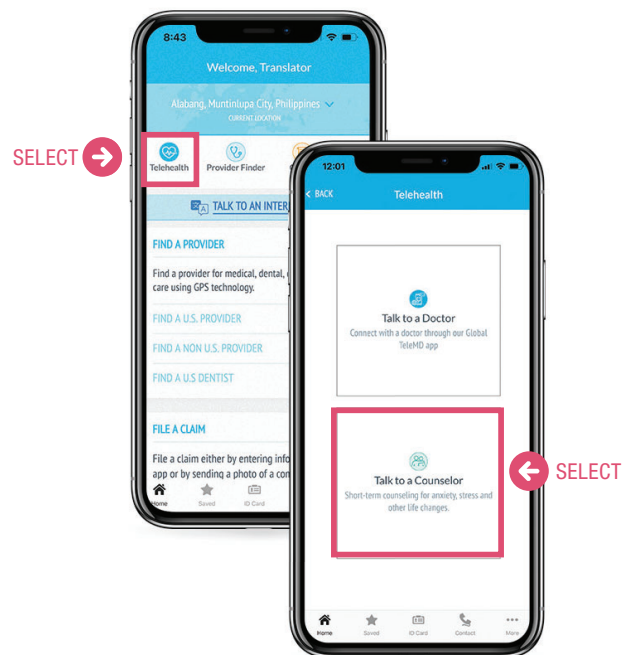 8:43
Welcome, Translator
Alabang, Muntinlupa City, Philippines
CURRENT LOCATION
SELECT
Telehealth
Provider Finder
TALK TO AN INTER
FIND A PROVIDER
Find a provider for medical, dental,
care using GPS technology.
FIND A U.S. PROVIDER
FIND A NON U.S. PROVIDER
FIND A U.S DENTIST
FILE A CLAIM
File a claim either by entering info
app or by sending a photo of a con
Home
Saved
ID Card
12:01
< BACK
Telehealth
Talk to a Doctor
Connect with a doctor through our Global
TeleMD app
Talk to a Counselor
Short-term counseling for anxiety, stress and
other life changes.
SELECT
Home
Saved
ID Card
Contact
More